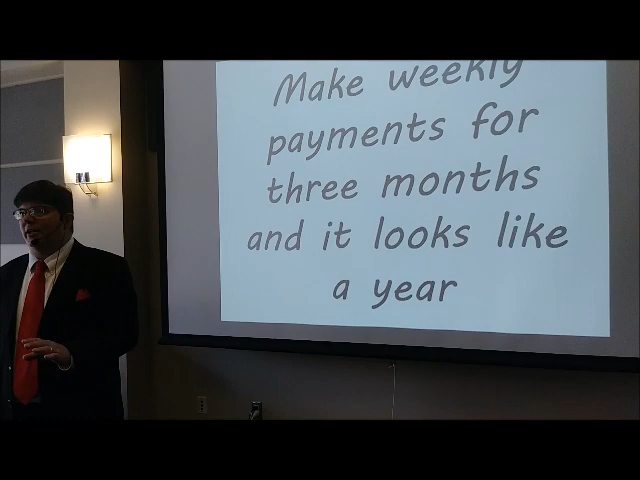 Make weekly
payments for
three months
and it looks like
a year